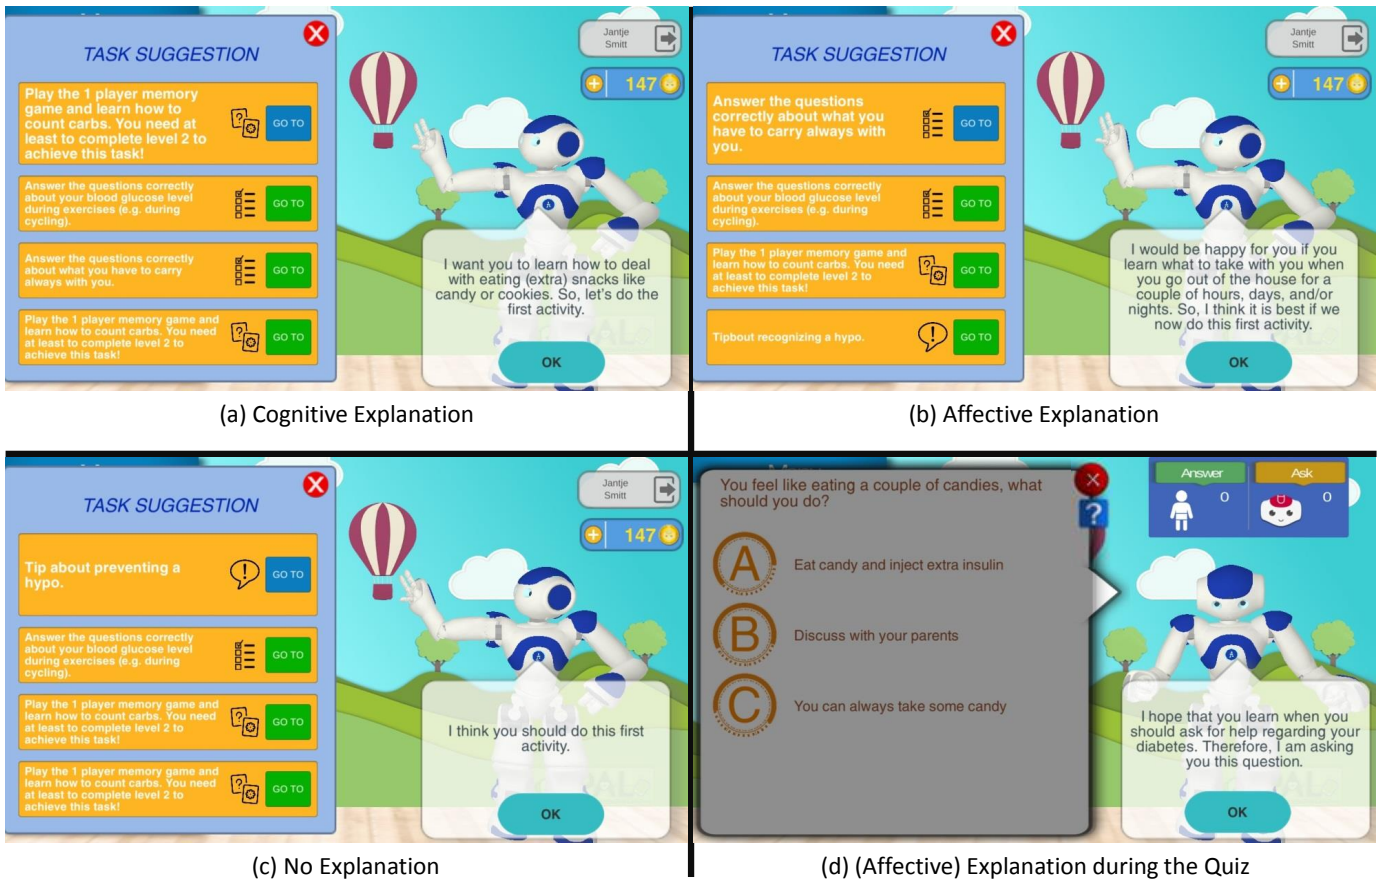 TASK SUGGESTION
Play the 1 player memory
game and learn how to
count carbs. You need at
least to complete level 2 to
achieve this task!
GO TO
Answer the questions correctly
about your blood glucose level
during exercises (e.g. during
cycling).
GO TO
Answer the questions correctly
about what you have to carry
always with you.
GO TO
Play the 1 player memory game and
learn how to count carbs. You need
at least to complete level 2 to
achieve this task!
GO TO
Jantje
Smitt
147
I want you to learn how to deal
with eating (extra) snacks like
candy or cookies. So, let's do the
first activity.
OK
(a) Cognitive Explanation
TASK SUGGESTION
Answer the questions
correctly about what you
have to carry always with
you.
GO TO
Answer the questions correctly
about your blood glucose level
during exercises (e.g. during
cycling).
GO TO
Play the 1 player memory game and
learn how to count carbs. You need
at least to complete level 2 to
achieve this task!
GO TO
Tipbout recognizing a hypo.
GO TO
Jantje
Smitt
147
I would be happy for you if you
learn what to take with you when
you go out of the house for a
couple of hours, days, and/or
nights. So, I think it is best if we
now do this first activity.
OK
(b) Affective Explanation
TASK SUGGESTION
Tip about preventing a
hypo.
GO TO
Answer the questions correctly
about your blood glucose level
during exercises (e.g. during
cycling).
GO TO
Play the 1 player memory game and
learn how to count carbs. You need
at least to complete level 2 to
achieve this task!
GO TO
Play the 1 player memory game and
learn how to count carbs. You need
at least to complete level 2 to
achieve this task!
GO TO
Jantje
Smitt
147
I think you should do this first
activity.
OK
(c) No Explanation
You feel like eating a couple of candies, what
should you do?
A
Eat candy and inject extra insulin
B
Discuss with your parents
C
You can always take some candy
?
Answer
0
Ask
0
I hope that you learn when you
should ask for help regarding your
diabetes. Therefore, I am asking
you this question.
OK
(d) (Affective) Explanation during the Quiz